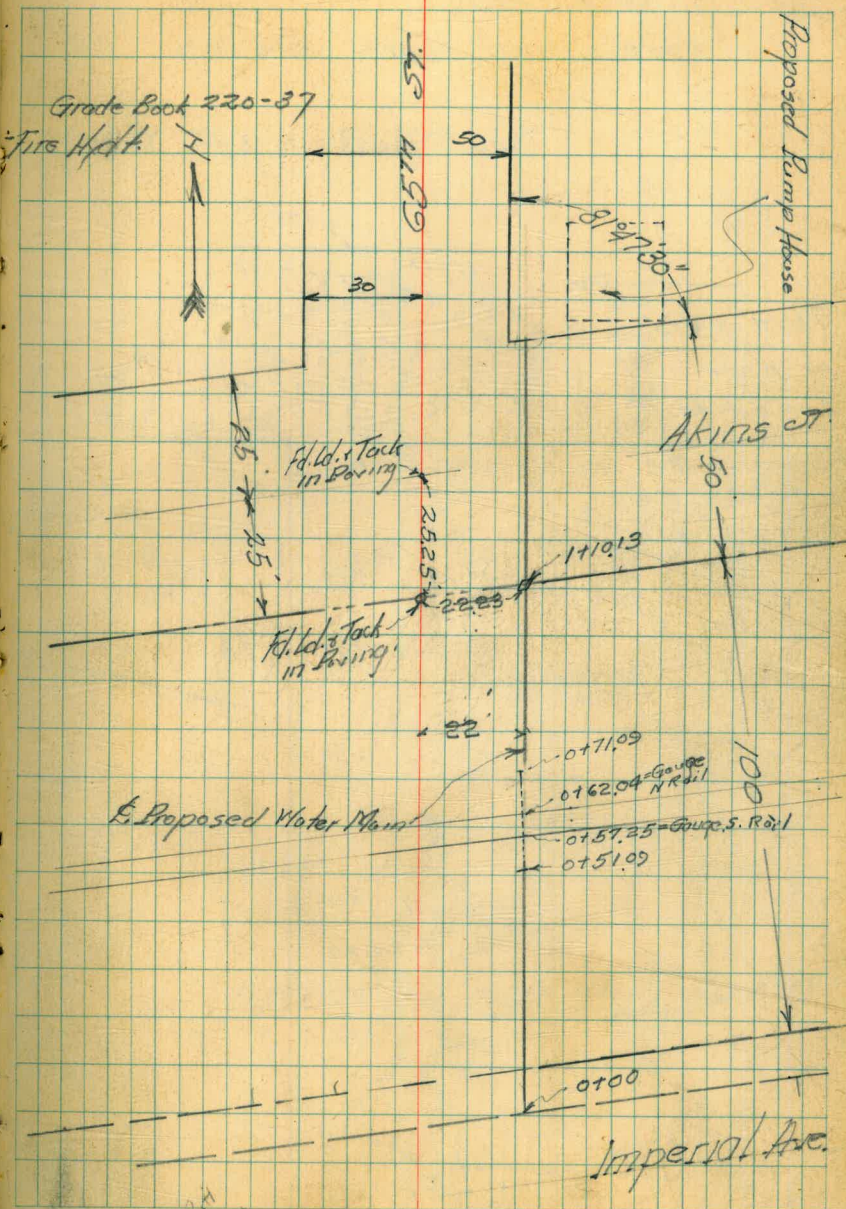 Grade Book 220-37
Fire Hydt.
N
65TH ST.
50
30
Proposed Pump House
81°47'30"
Akins ST.
50
25' 25'
Fd. Ld. & Tack
in Paving
25.25'
1+10.13
22.23
Fd. Ld. & Tack
in Paving.
22'
0+71.09
0+62.04=Gauge
N Rail
100
₵ Proposed Water Main
0+57.25=Gauge S. Rail
0+51.09
0+00
Imperial Ave.